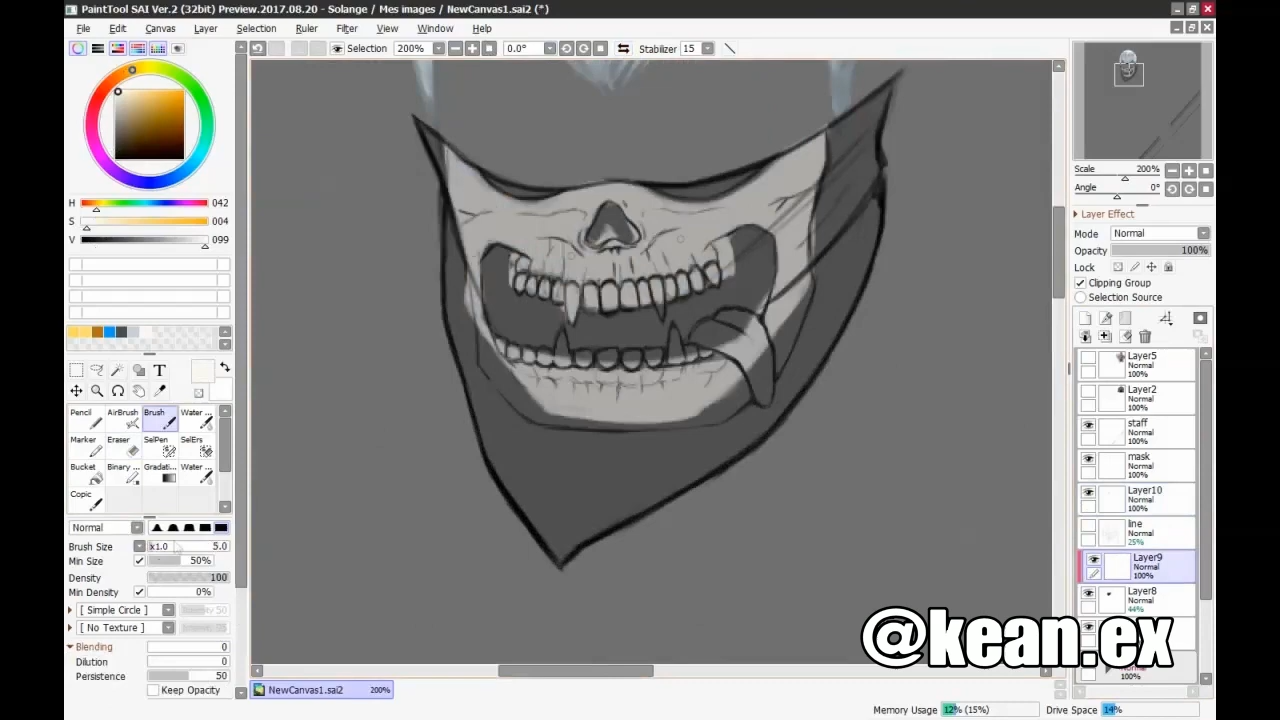 PaintTool SAI Ver.2 (32bit) Preview.2017.08.20 - Solange / Mes images / NewCanvas1.sai2 (*)
File Edit Canvas Layer Selection Ruler Filter View Window Help
Selection 200% 0.0° Stabilizer 15
H 042
S 004
V 099
T
Pencil AirBrush Brush Water ...
Marker Eraser SelPen SelErs
Bucket Binary ... Gradati... Water ...
Copic
Normal
Brush Size x1.0 5.0
Min Size 50%
Density 100
Min Density 0%
[ Simple Circle ]
[ No Texture ]
Blending 0
Dilution 0
Persistence 50
Keep Opacity
Scale 200%
Angle 0°
Layer Effect
Mode Normal
Opacity 100%
Lock
Clipping Group
Selection Source
Layer5
Normal
100%
Layer2
Normal
100%
staff
Normal
100%
mask
Normal
100%
Layer10
Normal
100%
line
Normal
25%
Layer9
Normal
100%
Layer8
Normal
44%
100%
@kean.ex
NewCanvas1.sai2 200%
Memory Usage 12% (15%) Drive Space 14%